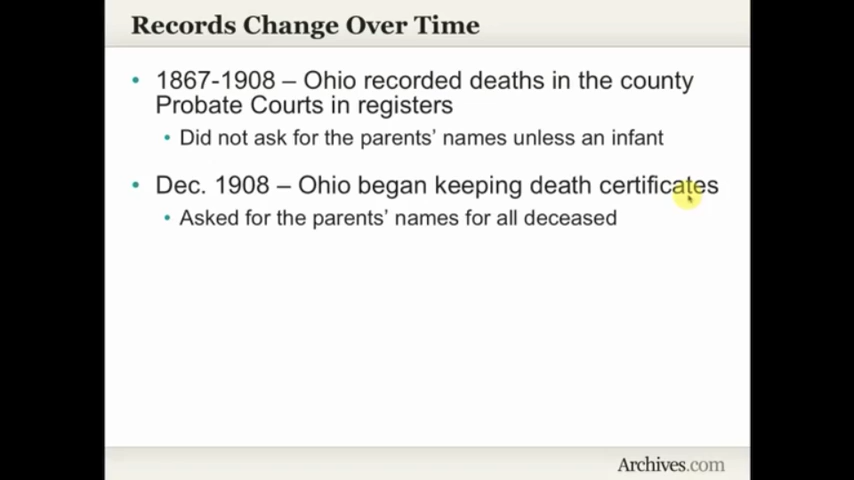 Records Change Over Time
• 1867-1908 – Ohio recorded deaths in the county
Probate Courts in registers
• Did not ask for the parents’ names unless an infant
• Dec. 1908 – Ohio began keeping death certificates
• Asked for the parents’ names for all deceased
Archives.com